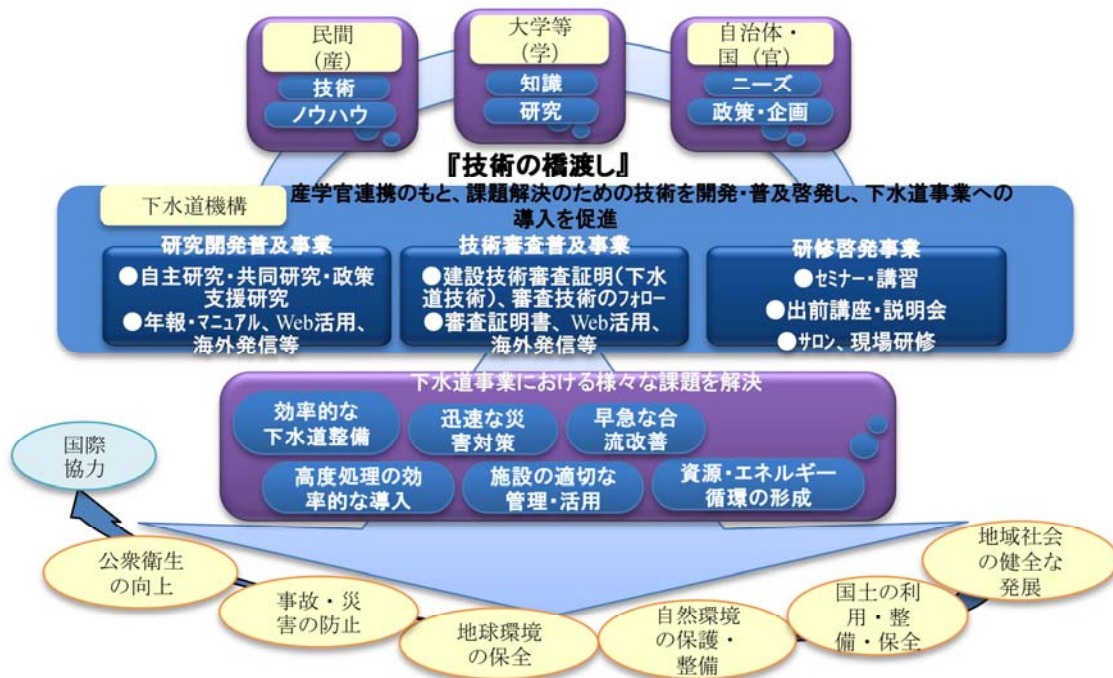 民間
(産)
技術
ノウハウ
大学等
(学)
知識
研究
自治体・
国（官）
ニーズ
政策・企画
『技術の橋渡し』
下水道機構
産学官連携のもと、課題解決のための技術を開発・普及啓発し、下水道事業への
導入を促進
研究開発普及事業
●自主研究・共同研究・政策
支援研究
●年報・マニュアル、Web活用、
海外発信等
技術審査普及事業
●建設技術審査証明(下水
道技術)、審査技術のフォロー
●審査証明書、Web活用、
海外発信等
研修啓発事業
●セミナー・講習
●出前講座・説明会
●サロン、現場研修
下水道事業における様々な課題を解決
効率的な
下水道整備
迅速な災
害対策
早急な合
流改善
高度処理の効
率的な導入
施設の適切な
管理・活用
資源・エネルギー
循環の形成
国際
協力
公衆衛生
の向上
事故・災
害の防止
地球環境
の保全
自然環境
の保護・
整備
国土の利
用・整
備・保全
地域社会
の健全な
発展